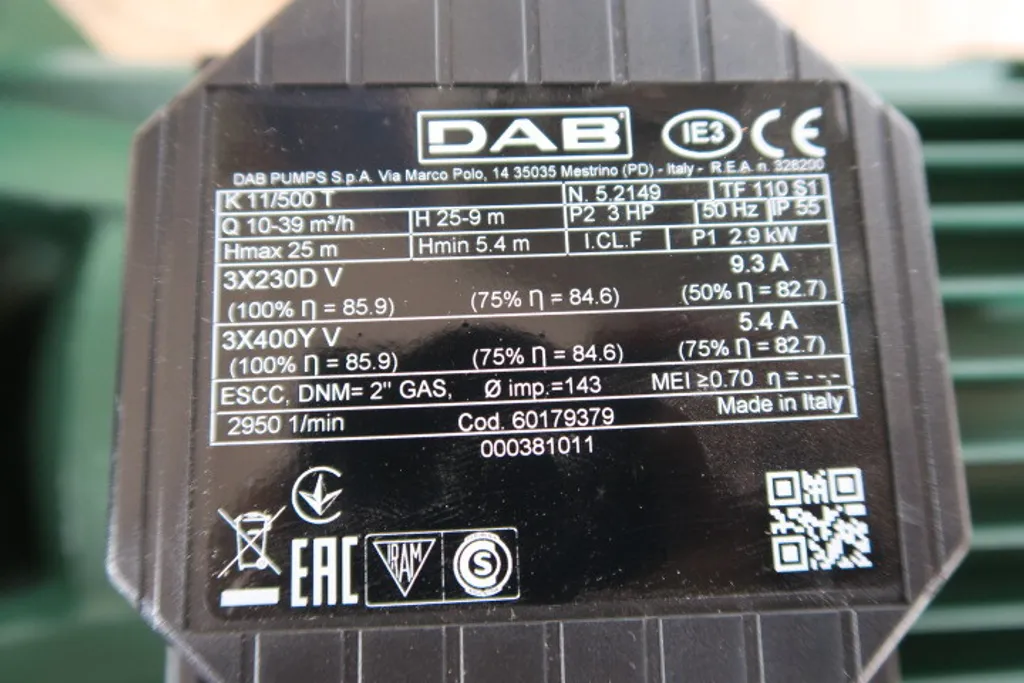 DAB IE3 CE
DAB PUMPS S.p.A. Via Marco Polo, 14 35035 Mestrino (PD) - Italy - R.E.A. n. 328200
K 11/500 T N. 5.2149 TF 110 S1
Q 10-39 m³/h H 25-9 m P2 3 HP 50 Hz IP 55
Hmax 25 m Hmin 5.4 m I.CL.F P1 2.9 kW
3X230D V 9.3 A
(100% η = 85.9) (75% η = 84.6) (50% η = 82.7)
3X400Y V 5.4 A
(100% η = 85.9) (75% η = 84.6) (75% η = 82.7)
ESCC, DNM= 2" GAS, Ø imp.=143 MEI ≥0.70 η = --,-
2950 1/min Cod. 60179379 Made in Italy
000381011
EAC IRAM S